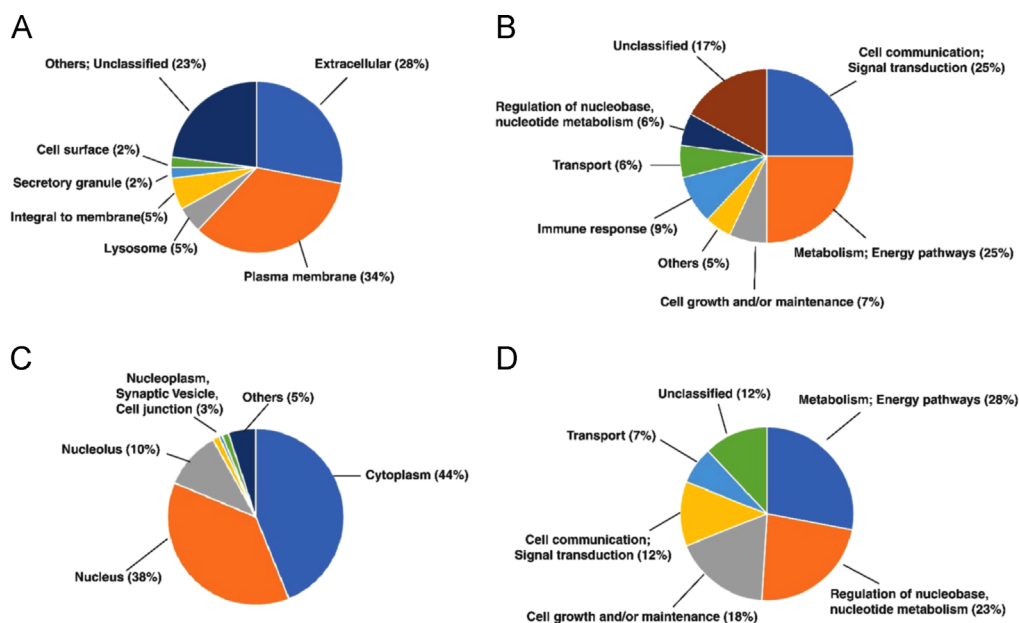 A
Others; Unclassified (23%)
Extracellular (28%)
Cell surface (2%)
Secretory granule (2%)
Integral to membrane(5%)
Lysosome (5%)
Plasma membrane (34%)
B
Unclassified (17%)
Cell communication;
Signal transduction (25%)
Regulation of nucleobase,
nucleotide metabolism (6%)
Transport (6%)
Immune response (9%)
Others (5%)
Metabolism; Energy pathways (25%)
Cell growth and/or maintenance (7%)
C
Nucleoplasm,
Synaptic Vesicle,
Cell junction (3%)
Others (5%)
Nucleolus (10%)
Cytoplasm (44%)
Nucleus (38%)
D
Unclassified (12%)
Metabolism; Energy pathways (28%)
Transport (7%)
Cell communication;
Signal transduction (12%)
Cell growth and/or maintenance (18%)
Regulation of nucleobase,
nucleotide metabolism (23%)